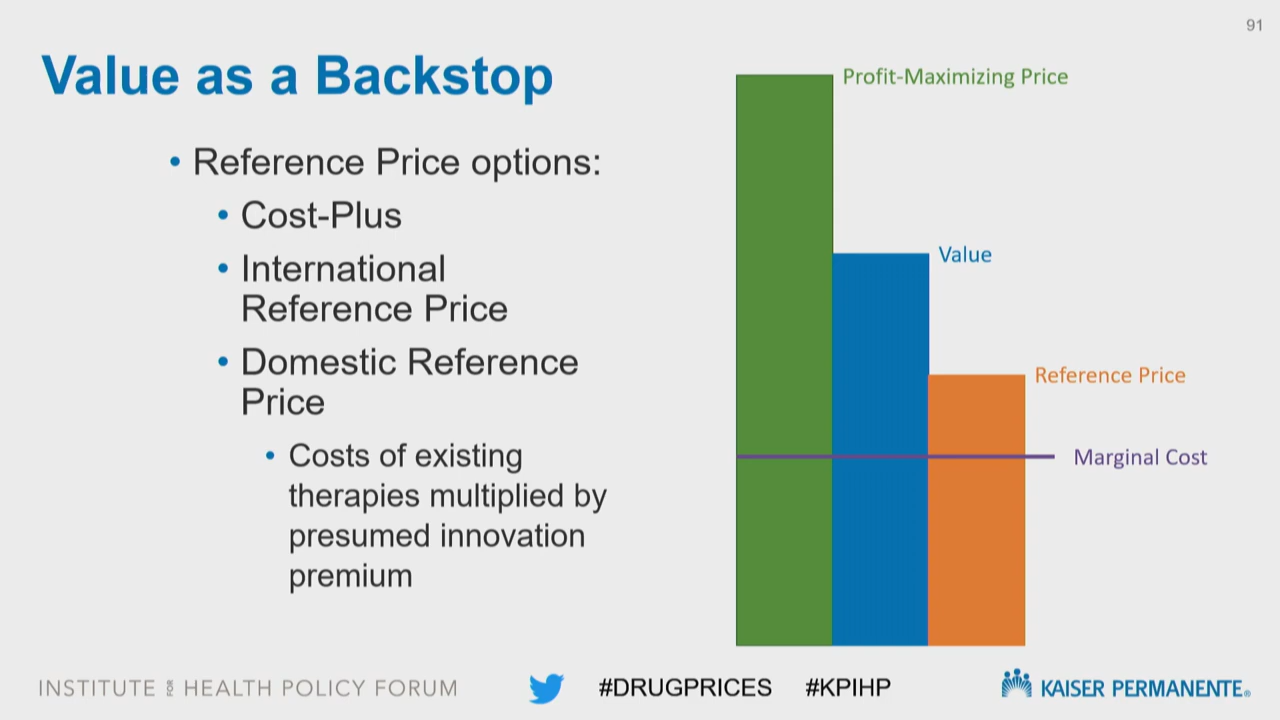 91
Value as a Backstop
• Reference Price options:
• Cost-Plus
• International
Reference Price
• Domestic Reference
Price
• Costs of existing
therapies multiplied by
presumed innovation
premium
Profit-Maximizing Price
Value
Reference Price
Marginal Cost
INSTITUTE FOR HEALTH POLICY FORUM
#DRUGPRICES #KPIHP
KAISER PERMANENTE®